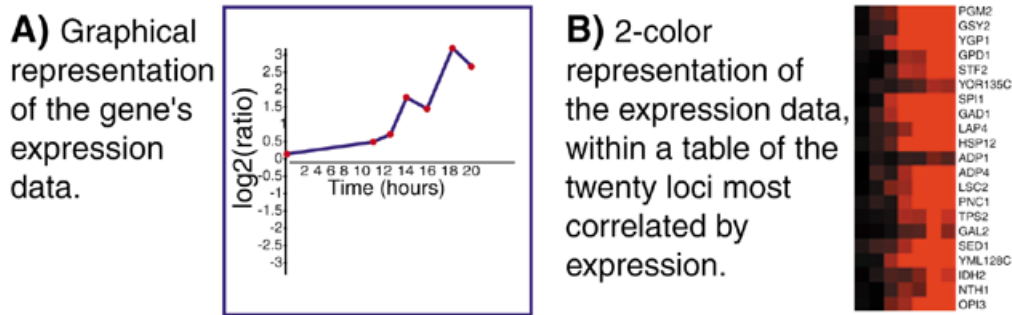 A) Graphical
representation
of the gene's
expression
data.
log2(ratio)
3
2.5
2
1.5
1
0.5
0
-0.5
-1
-1.5
-2
-2.5
-3
2 4 6 8 10 12 14 16 18 20
Time (hours)
B) 2-color
representation of
the expression data,
within a table of the
twenty loci most
correlated by
expression.
PGM2
GSY2
YGP1
GPD1
STF2
YOR135C
SPI1
GAD1
LAP4
HSP12
ADP1
ADP4
LSC2
PNC1
TPS2
GAL2
SED1
YML128C
IDH2
NTH1
OPI3